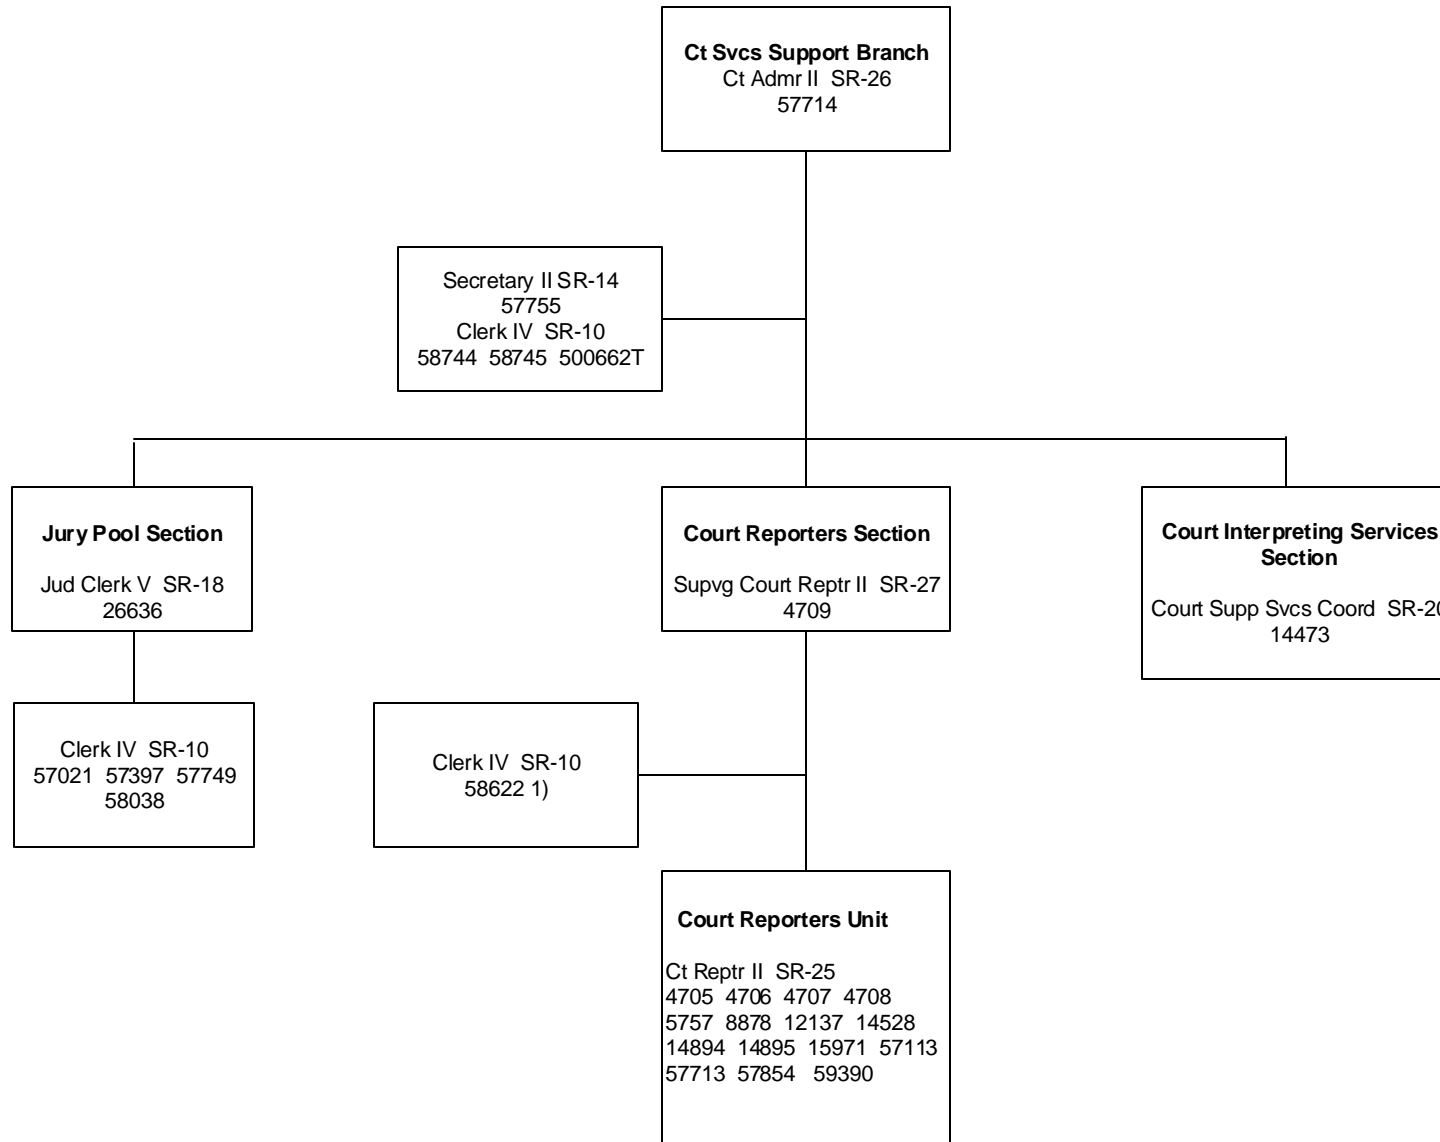 Ct Svcs Support Branch
Ct Admr II SR-26
57714
Secretary II SR-14
57755
Clerk IV SR-10
58744 58745 500662T
Jury Pool Section
Jud Clerk V SR-18
26636
Court Reporters Section
Supvg Court Reptr II SR-27
4709
Court Interpreting Services
Section
Court Supp Svcs Coord SR-20
14473
Clerk IV SR-10
57021 57397 57749
58038
Clerk IV SR-10
58622 1)
Court Reporters Unit
Ct Reptr II SR-25
4705 4706 4707 4708
5757 8878 12137 14528
14894 14895 15971 57113
57713 57854 59390